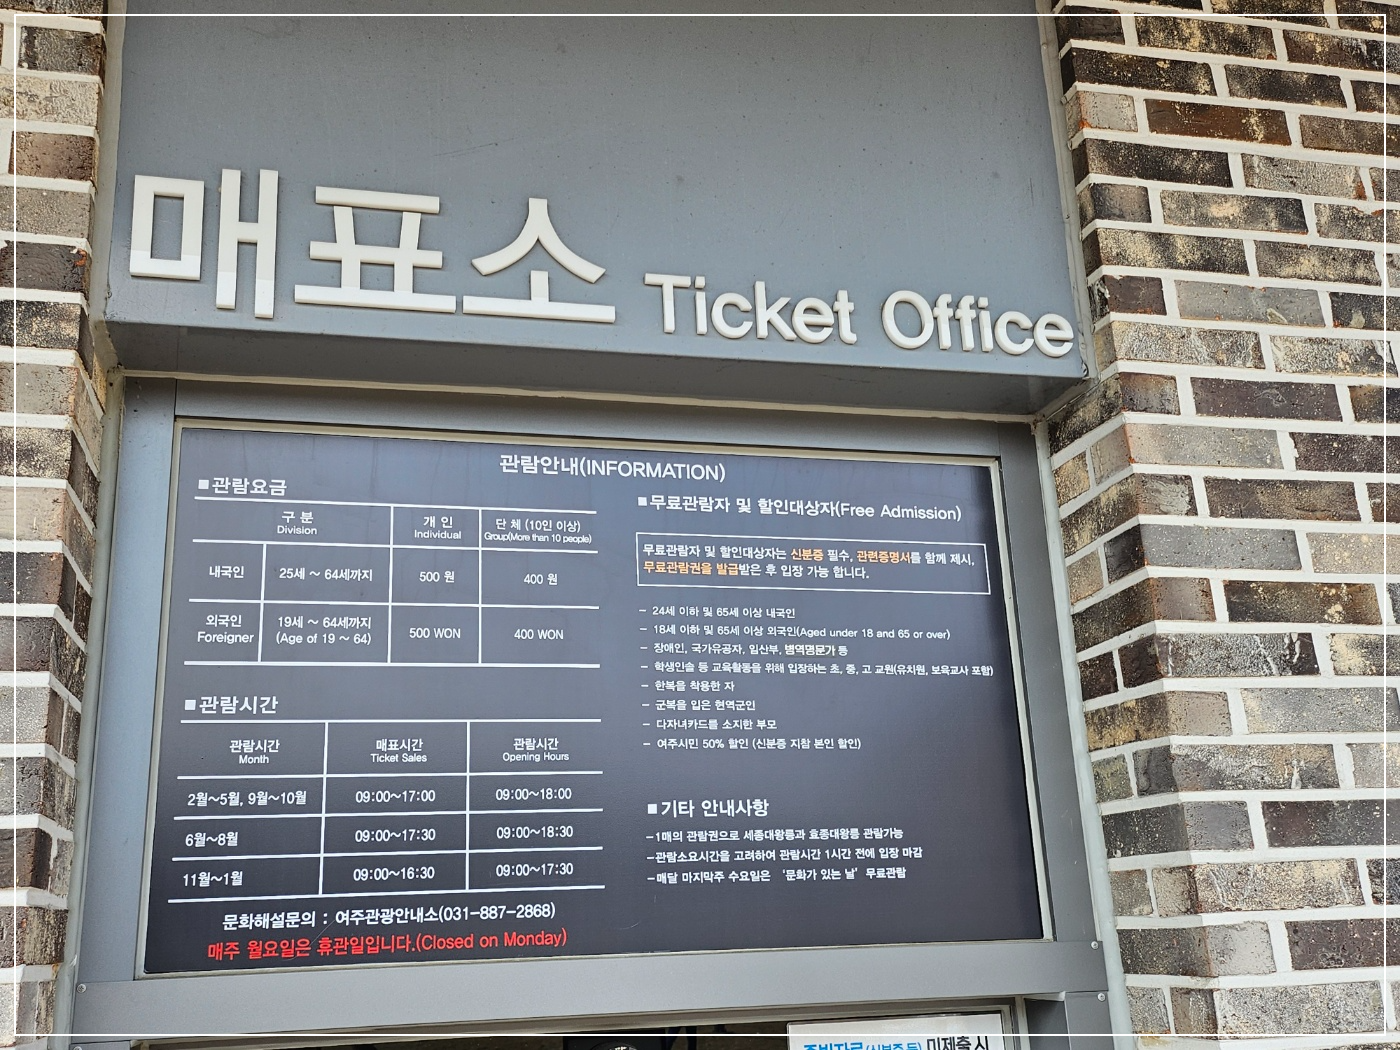 매표소 Ticket Office
관람안내(INFORMATION)
■관람요금
구 분 개 인 단 체 (10인 이상)
Division Individual Group(More than 10 people)
내국인 25세 ~ 64세까지 500 원 400 원
외국인 19세 ~ 64세까지
Foreigner (Age of 19 ~ 64) 500 WON 400 WON
■관람시간
관람시간 매표시간 관람시간
Month Ticket Sales Opening Hours
2월~5월, 9월~10월 09:00~17:00 09:00~18:00
6월~8월 09:00~17:30 09:00~18:30
11월~1월 09:00~16:30 09:00~17:30
문화해설문의 : 여주관광안내소(031-887-2868)
매주 월요일은 휴관일입니다.(Closed on Monday)
■무료관람자 및 할인대상자(Free Admission)
무료관람자 및 할인대상자는 신분증 필수, 관련증명서를 함께 제시,
무료관람권을 발급받은 후 입장 가능 합니다.
- 24세 이하 및 65세 이상 내국인
- 18세 이하 및 65세 이상 외국인(Aged under 18 and 65 or over)
- 장애인, 국가유공자, 임산부, 병역명문가 등
- 학생인솔 등 교육활동을 위해 입장하는 초, 중, 고 교원(유치원, 보육교사 포함)
- 한복을 착용한 자
- 군복을 입은 현역군인
- 다자녀카드를 소지한 부모
- 여주시민 50% 할인 (신분증 지참 본인 할인)
■기타 안내사항
-1매의 관람권으로 세종대왕릉과 효종대왕릉 관람가능
-관람소요시간을 고려하여 관람시간 1시간 전에 입장 마감
-매달 마지막주 수요일은 '문화가 있는 날' 무료관람
미제출 시